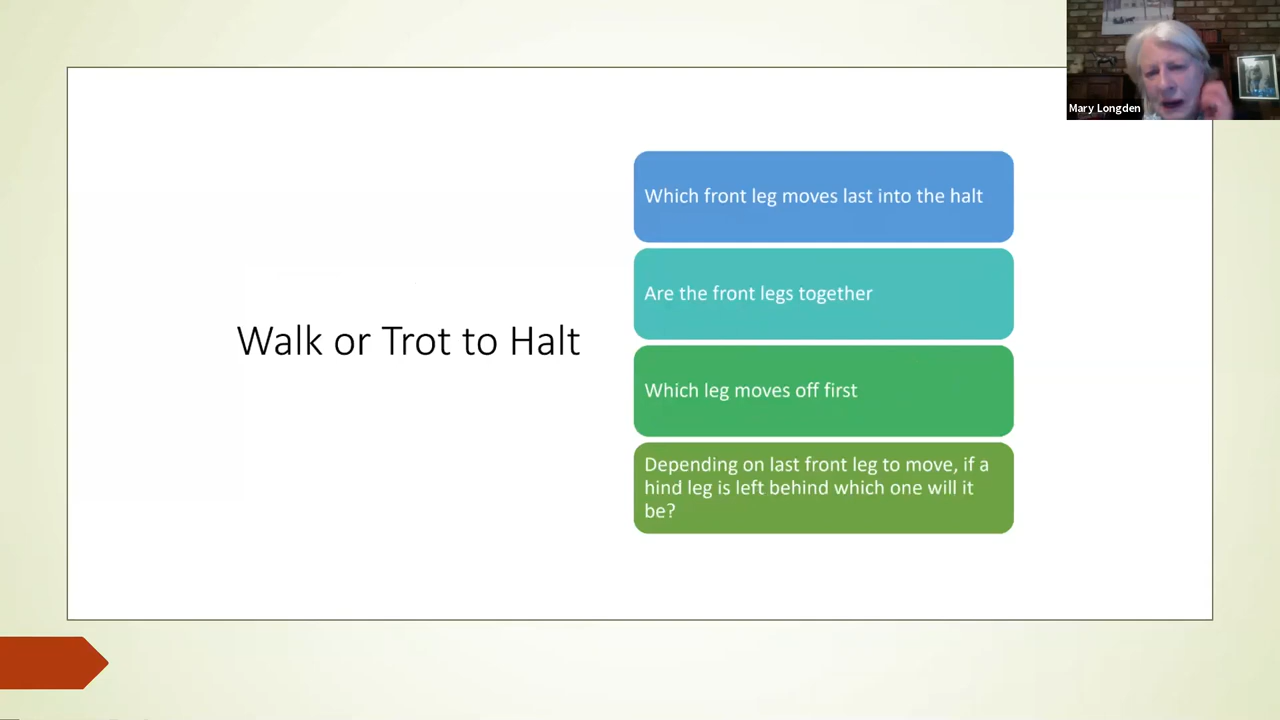 Mary Longden
Which front leg moves last into the halt
Are the front legs together
Walk or Trot to Halt
Which leg moves off first
Depending on last front leg to move, if a
hind leg is left behind which one will it
be?